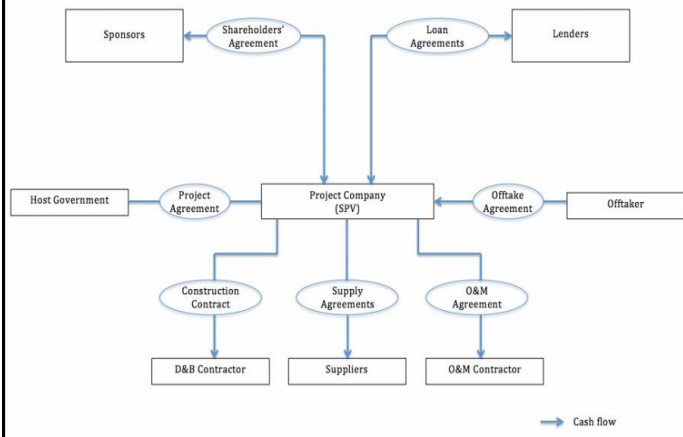 Sponsors
Shareholders'
Agreement
Loan
Agreements
Lenders
Host Government
Project
Agreement
Project Company
(SPV)
Offtake
Agreement
Offtaker
Construction
Contract
Supply
Agreements
O&M
Agreement
D&B Contractor
Suppliers
O&M Contractor
Cash flow